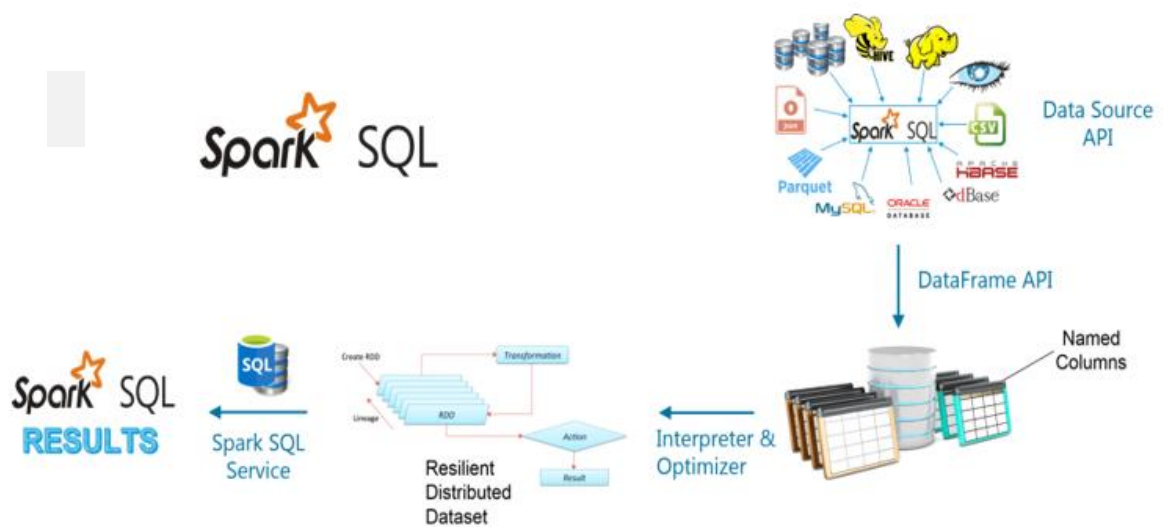 Spark SQL
HIVE
Json
Spark SQL
CSV
Data Source
API
Parquet
APACHE
HBASE
MySQL
ORACLE
DATABASE
dBase
DataFrame API
Named
Columns
Interpreter &
Optimizer
Create RDD
Transformation
Lineage
RDD
Action
Result
Resilient
Distributed
Dataset
SQL
Spark SQL
Service
Spark SQL
RESULTS